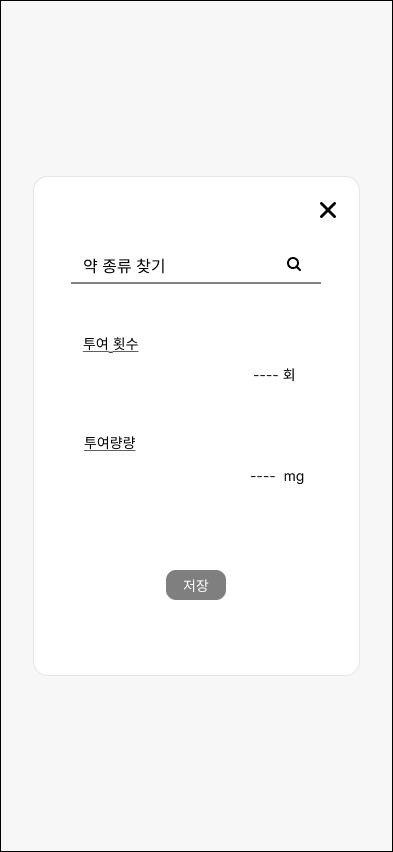 약 종류 찾기
투여 횟수
---- 회
투여량량
---- mg
저장